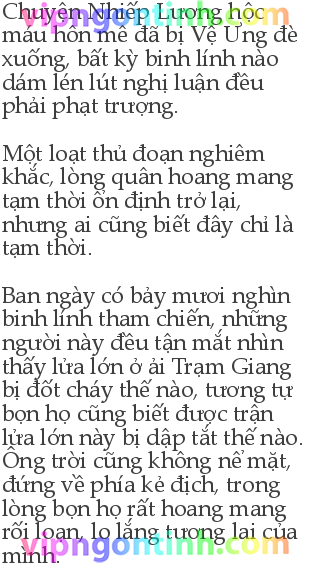 vipngontinh.com
Chuyện Nhiếp Lương hộc
máu hôn mê đã bị Vệ Ung đè
xuống, bất kỳ binh lính nào
dám lén lút nghị luận đều
phải phạt trượng.

Một loạt thủ đoạn nghiêm
khắc, lòng quân hoang mang
tạm thời ổn định trở lại,
nhưng ai cũng biết đây chỉ là
tạm thời.

Ban ngày có bảy mươi nghìn
binh lính tham chiến, những
người này đều tận mắt nhìn
thấy lửa lớn ở ải Trạm Giang
bị đốt cháy thế nào, tương tự
bọn họ cũng biết được trận
lửa lớn này bị dập tắt thế nào.
Ông trời cũng không nể mặt,
đứng về phía kẻ địch, trong
lòng bọn họ rất hoang mang
rối loạn, lo lắng tương lai của
mình.
vipngontinh.com